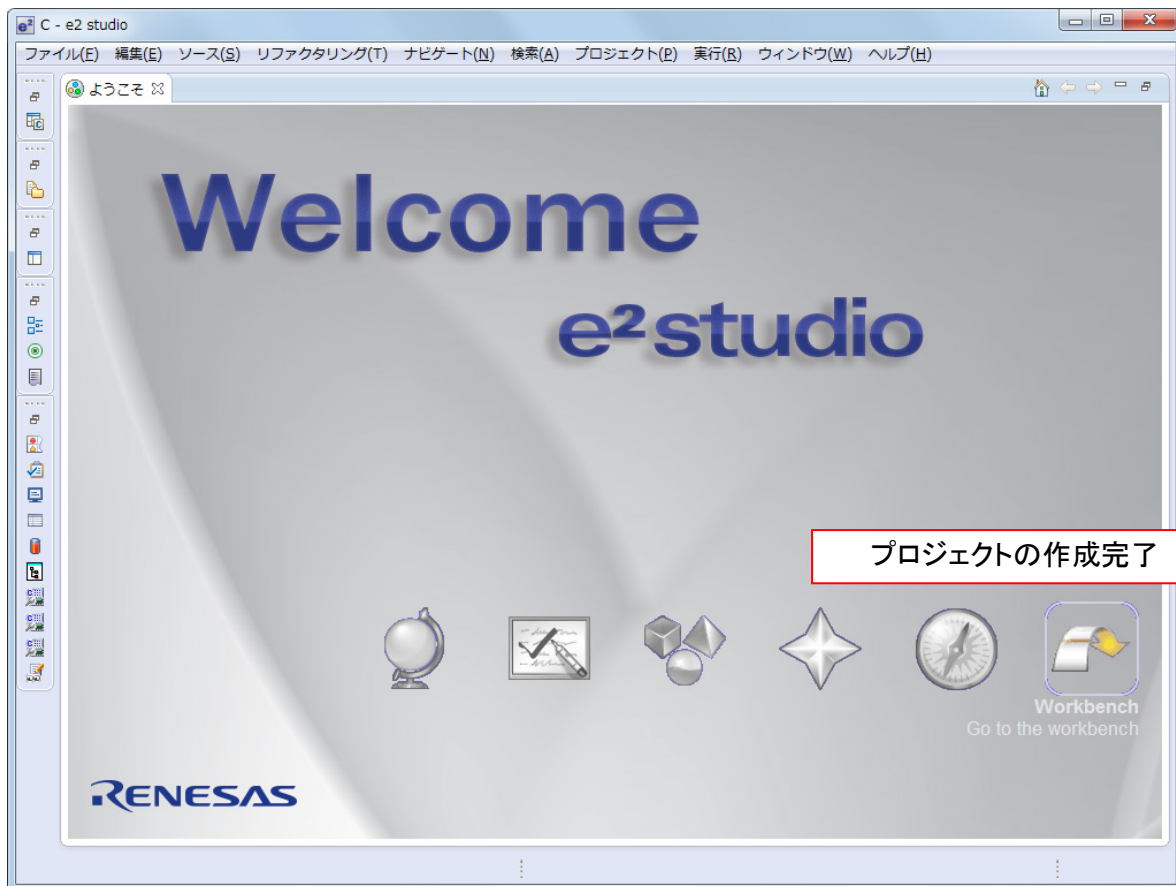 e² C - e2 studio
ファイル(F) 編集(E) ソース(S) リファクタリング(T) ナビゲート(N) 検索(A) プロジェクト(P) 実行(R) ウィンドウ(W) ヘルプ(H)
ようこそ
Welcome
e² studio
プロジェクトの作成完了
Workbench
Go to the workbench
RENESAS